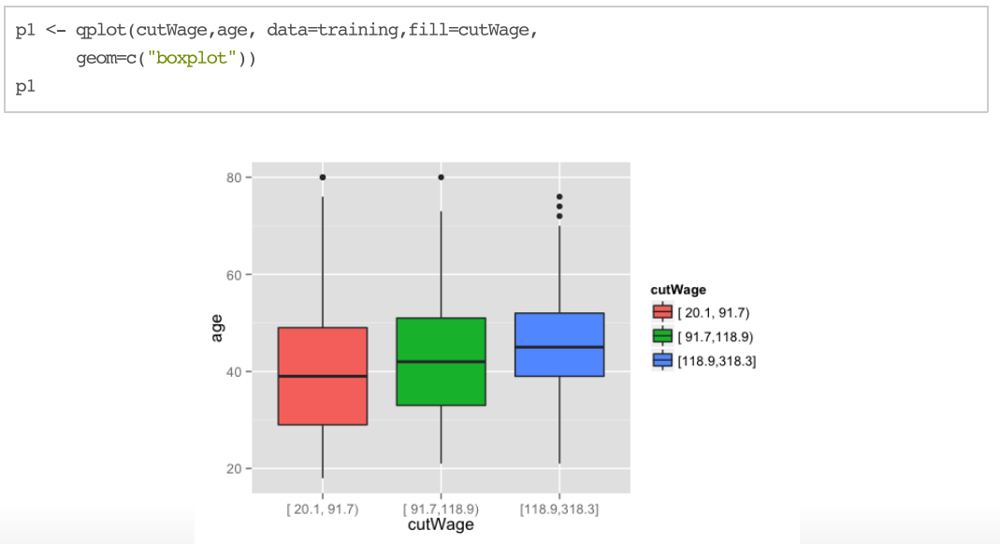 p1 <- qplot(cutWage,age, data=training,fill=cutWage,
geom=c("boxplot"))
p1
80
60
40
20
age
[ 20.1, 91.7)
[ 91.7,118.9)
[118.9,318.3]
cutWage
cutWage
[ 20.1, 91.7)
[ 91.7,118.9)
[118.9,318.3]